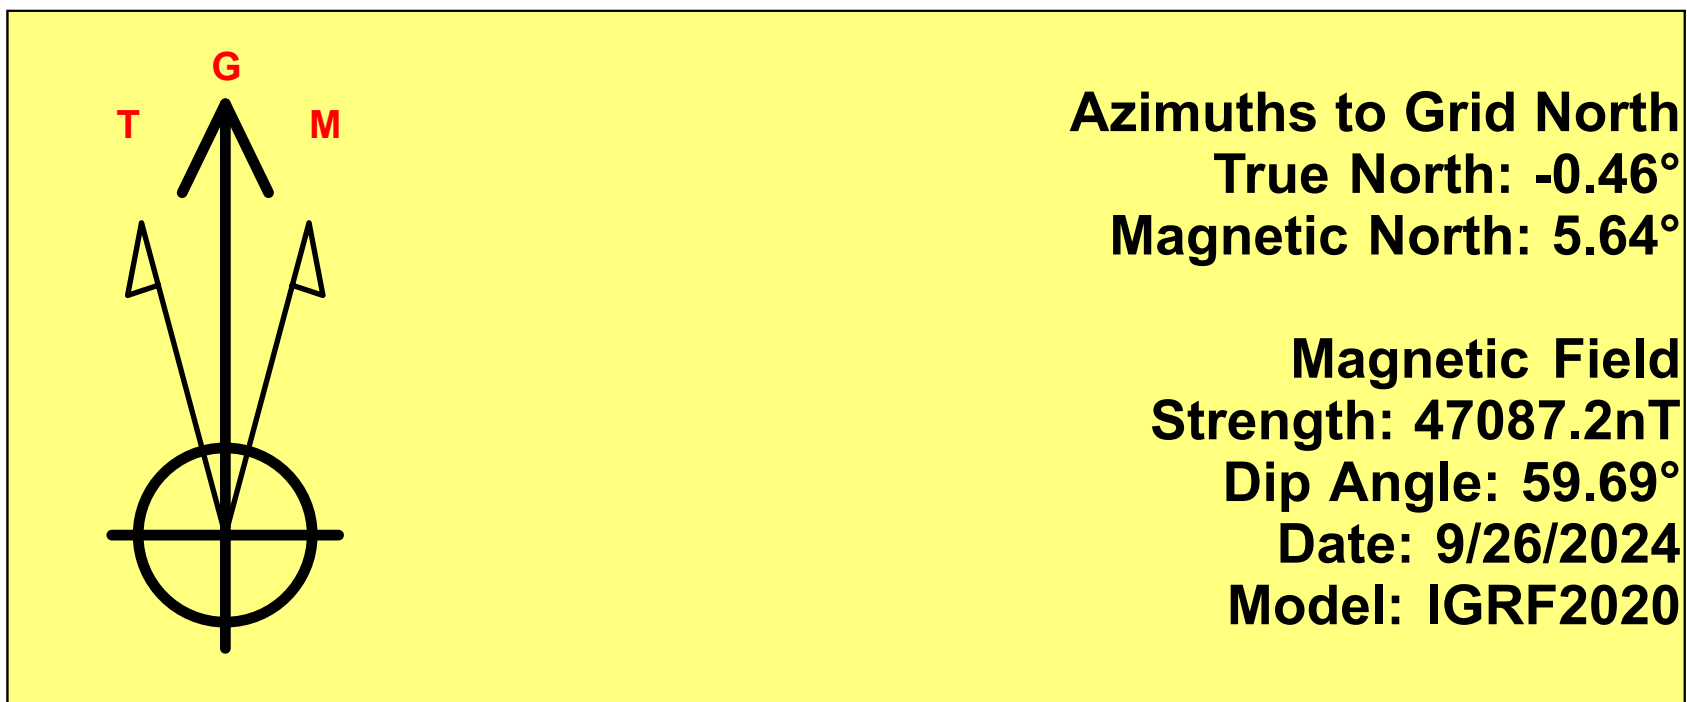 G
T
M
Azimuths to Grid North
True North: -0.46°
Magnetic North: 5.64°
Magnetic Field
Strength: 47087.2nT
Dip Angle: 59.69°
Date: 9/26/2024
Model: IGRF2020